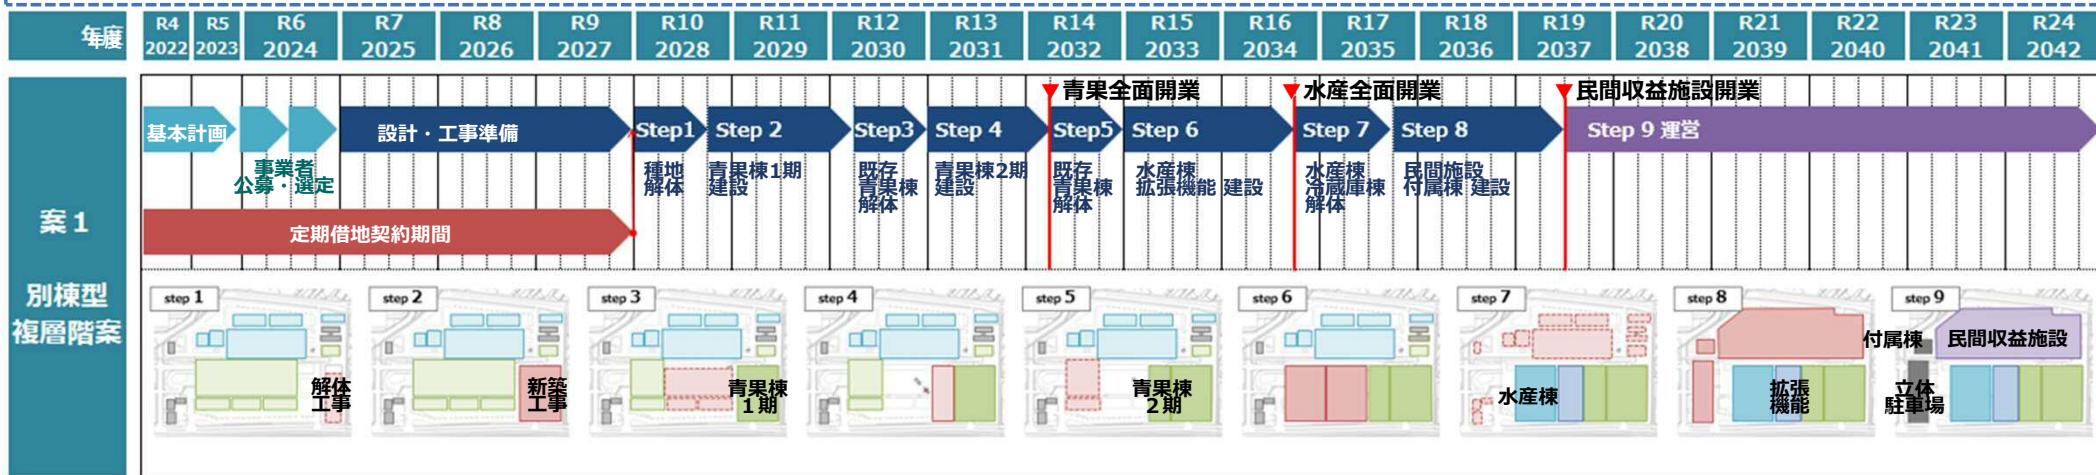 年度
R4 R5 R6 R7 R8 R9 R10 R11 R12 R13 R14 R15 R16 R17 R18 R19 R20 R21 R22 R23 R24
2022 2023 2024 2025 2026 2027 2028 2029 2030 2031 2032 2033 2034 2035 2036 2037 2038 2039 2040 2041 2042
青果全面開業
水産全面開業
民間収益施設開業
基本計画
設計・工事準備
Step1
Step 2
Step3
Step 4
Step5
Step 6
Step 7
Step 8
Step 9 運営
事業者
公募・選定
種地
解体
青果棟1期
建設
既存
青果棟
解体
青果棟2期
建設
既存
青果棟
解体
水産棟
拡張機能 建設
水産棟
冷蔵庫棟
解体
民間施設
付属棟 建設
定期借地契約期間
案1
別棟型
複層階案
step 1
解体
工事
step 2
新築
工事
step 3
青果棟
1期
step 4
step 5
青果棟
2期
step 6
step 7
水産棟
step 8
拡張
機能
step 9
付属棟
民間収益施設
立体
駐車場